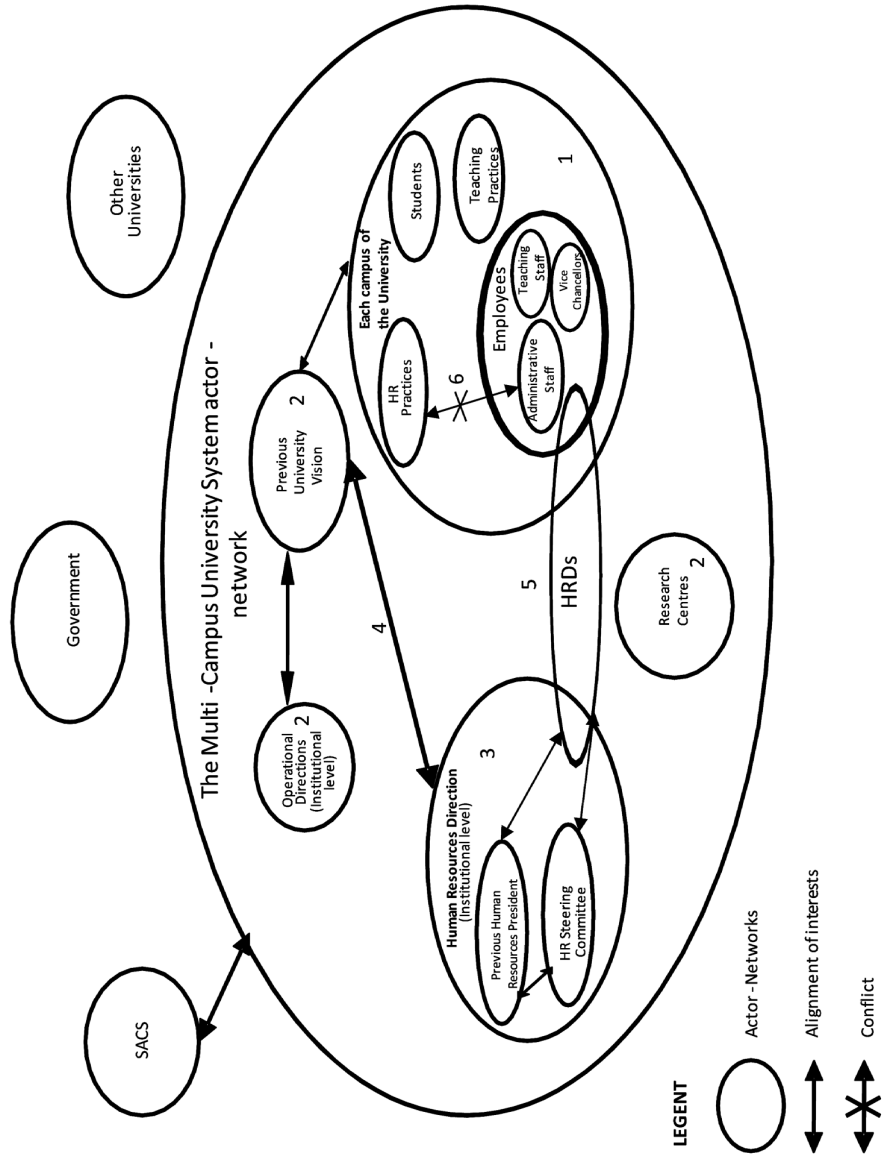 SACS
Government
Other
Universities
The Multi -Campus University System actor -
network
Operational
Directions
(Institutional
level)
2
Previous
University
Vision
2
4
Human Resources Direction
(Institutional level)
3
Previous Human
Resources President
HR Steering
Committee
5
HRDs
Each campus of
the University
HR
Practices
Students
Teaching
Practices
6
Employees
Administrative
Staff
Teaching
Staff
Vice
Chancellors
1
Research
Centres
2
LEGENT
Actor -Networks
Alignment of interests
Conflict